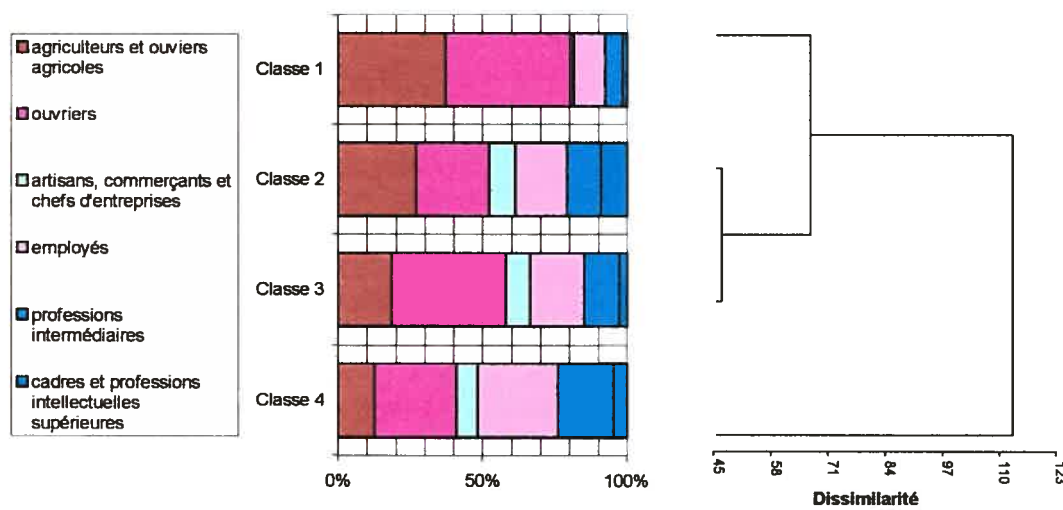 agriculteurs et ouviers
agricoles
ouvriers
artisans, commerçants et
chefs d'entreprises
employés
professions
intermédiaires
cadres et professions
intellectuelles
supérieures
Classe 1
Classe 2
Classe 3
Classe 4
0%
50%
100%
45
58
71
84
97
110
123
Dissimilarité